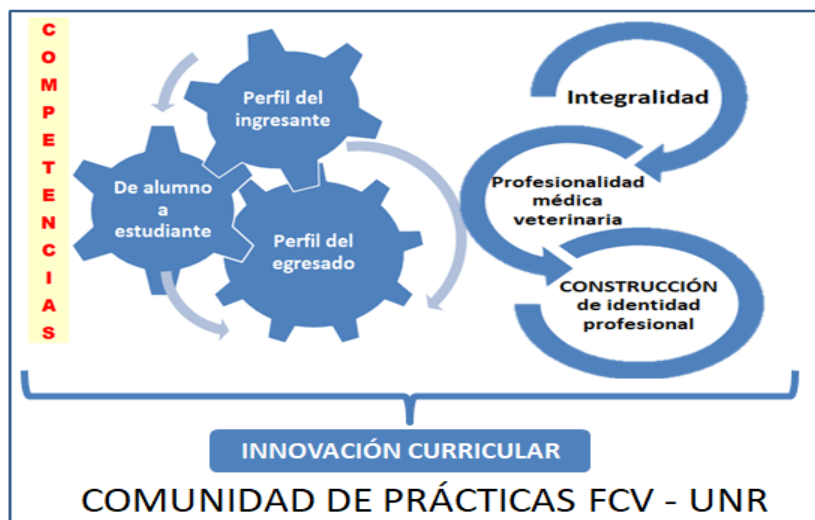 COMPETENCIAS
Perfil del
ingresante
De alumno
a
estudiante
Perfil del
egresado
Integralidad
Profesionalidad
médica
veterinaria
CONSTRUCCIÓN
de identidad
profesional
INNOVACIÓN CURRICULAR
COMUNIDAD DE PRÁCTICAS FCV - UNR